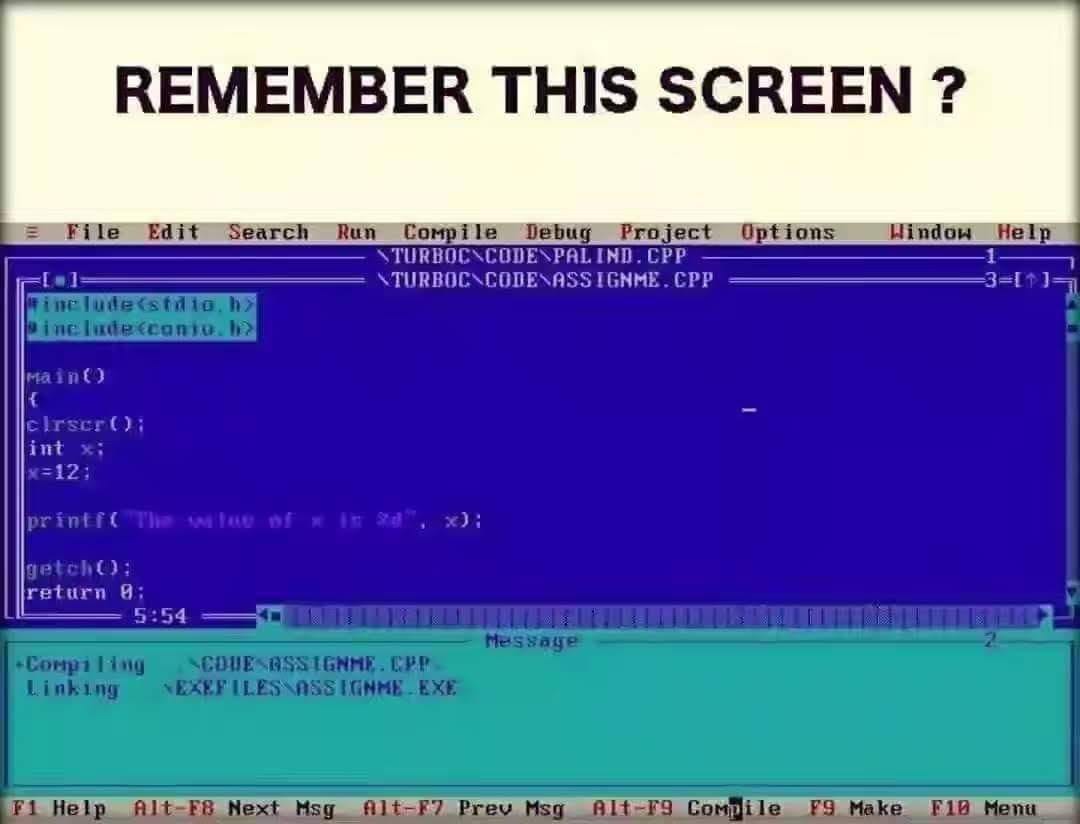 REMEMBER THIS SCREEN ?
≡ File Edit Search Run Compile Debug Project Options Window Help
\TURBOC\CODE\PALIND.CPP 1
[■] \TURBOC\CODE\ASSIGNME.CPP 3=[↑]
#include<stdio.h>
#include<conio.h>
main()
{
clrscr();
int x;
x=12;
printf("The value of x is %d", x);
getch();
return 0;
5:54
Message 2
•Compiling ..\CODE\ASSIGNME.CPP:
Linking \EXEFILES\ASSIGNME.EXE
F1 Help Alt-F8 Next Msg Alt-F7 Prev Msg Alt-F9 Compile F9 Make F10 Menu